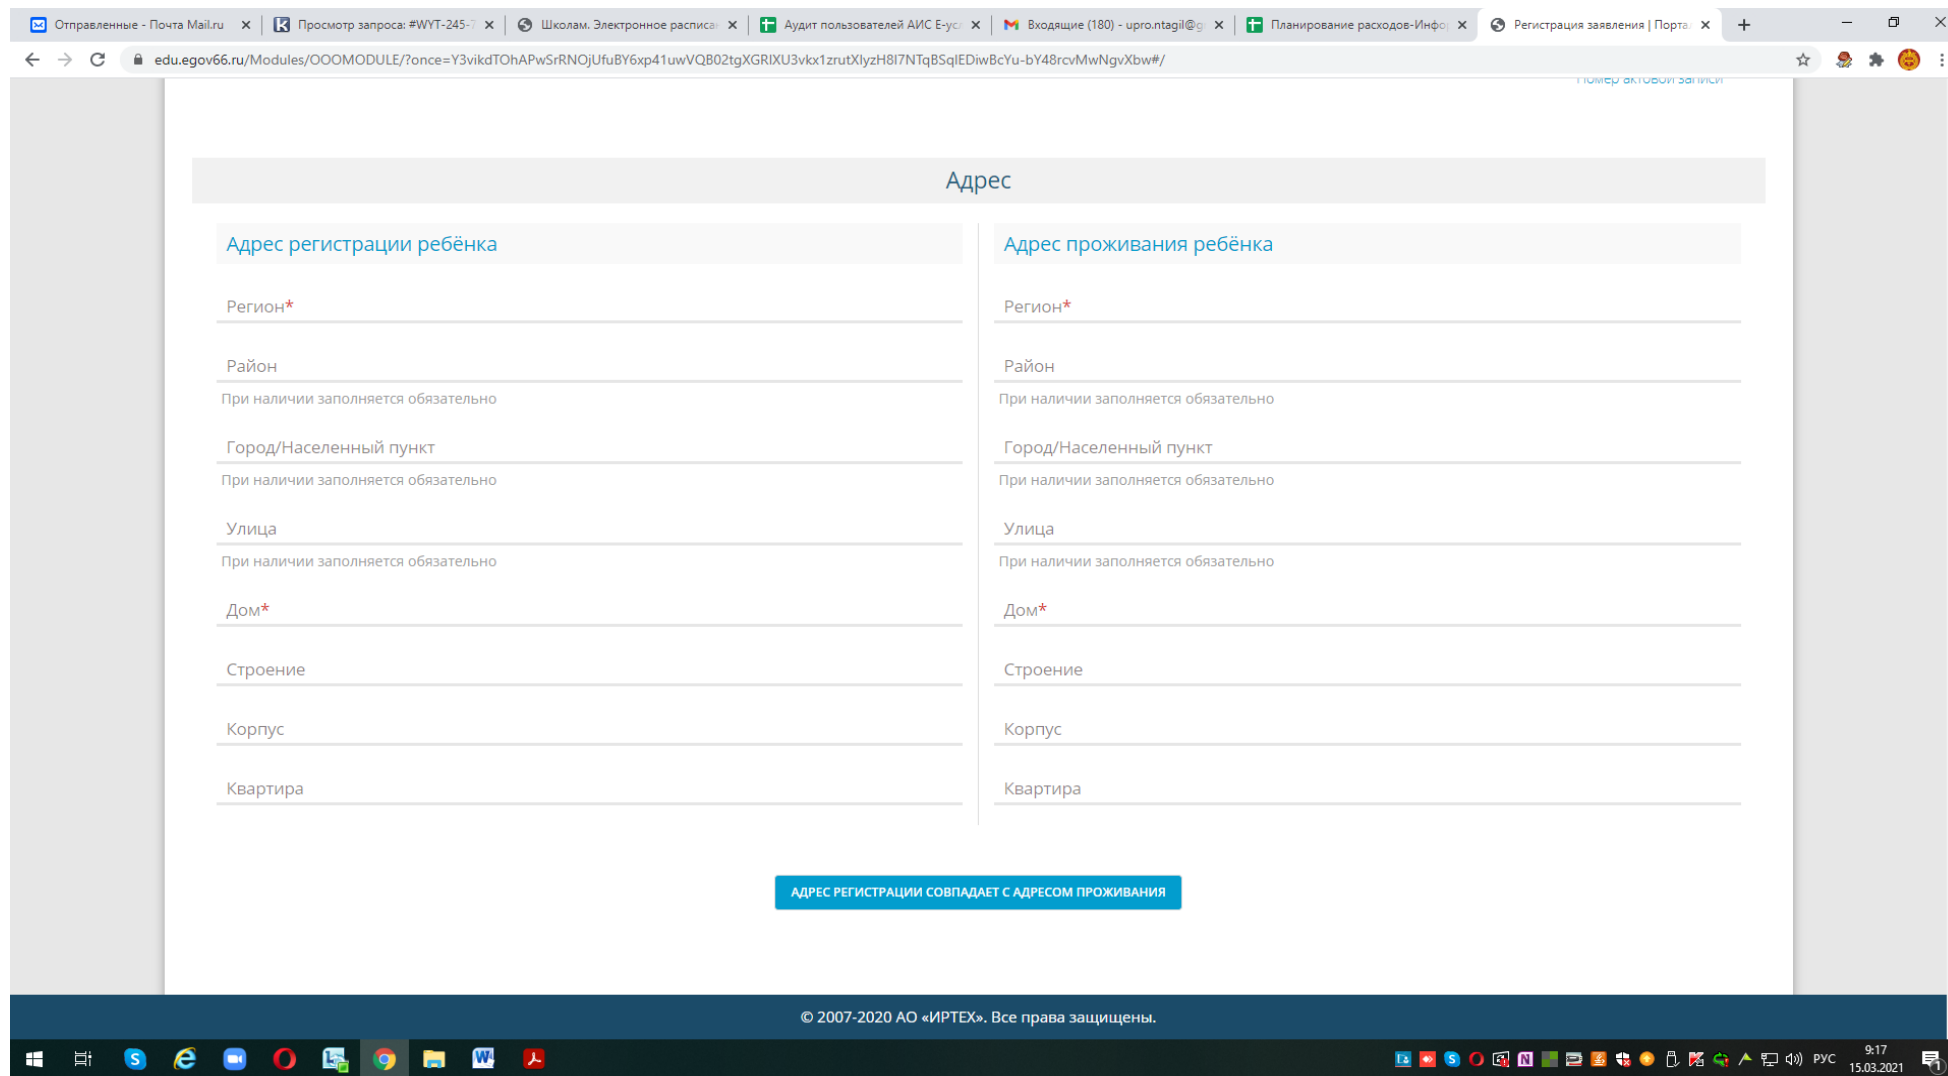 Отправленные - Почта Mail.ru
Просмотр запроса: #WYT-245-7
Школам. Электронное расписан
Аудит пользователей АИС Е-усл
Входящие (180) - upro.ntagil@g
Планирование расходов-Инфор
Регистрация заявления | Портал
edu.egov66.ru/Modules/OOOMODULE/?once=Y3vikdTOhAPwSrRNOjUfuBY6xp41uwVQB02tgXGRIXU3vkx1zrutXIyzH8I7NTqBSqIEDiwBcYu-bY48rcvMwNgvXbw#/
Номер актовой записи
Адрес
Адрес регистрации ребёнка
Регион*
Район
При наличии заполняется обязательно
Город/Населенный пункт
При наличии заполняется обязательно
Улица
При наличии заполняется обязательно
Дом*
Строение
Корпус
Квартира
Адрес проживания ребёнка
Регион*
Район
При наличии заполняется обязательно
Город/Населенный пункт
При наличии заполняется обязательно
Улица
При наличии заполняется обязательно
Дом*
Строение
Корпус
Квартира
АДРЕС РЕГИСТРАЦИИ СОВПАДАЕТ С АДРЕСОМ ПРОЖИВАНИЯ
© 2007-2020 АО «ИРТЕХ». Все права защищены.
РУС
9:17
15.03.2021